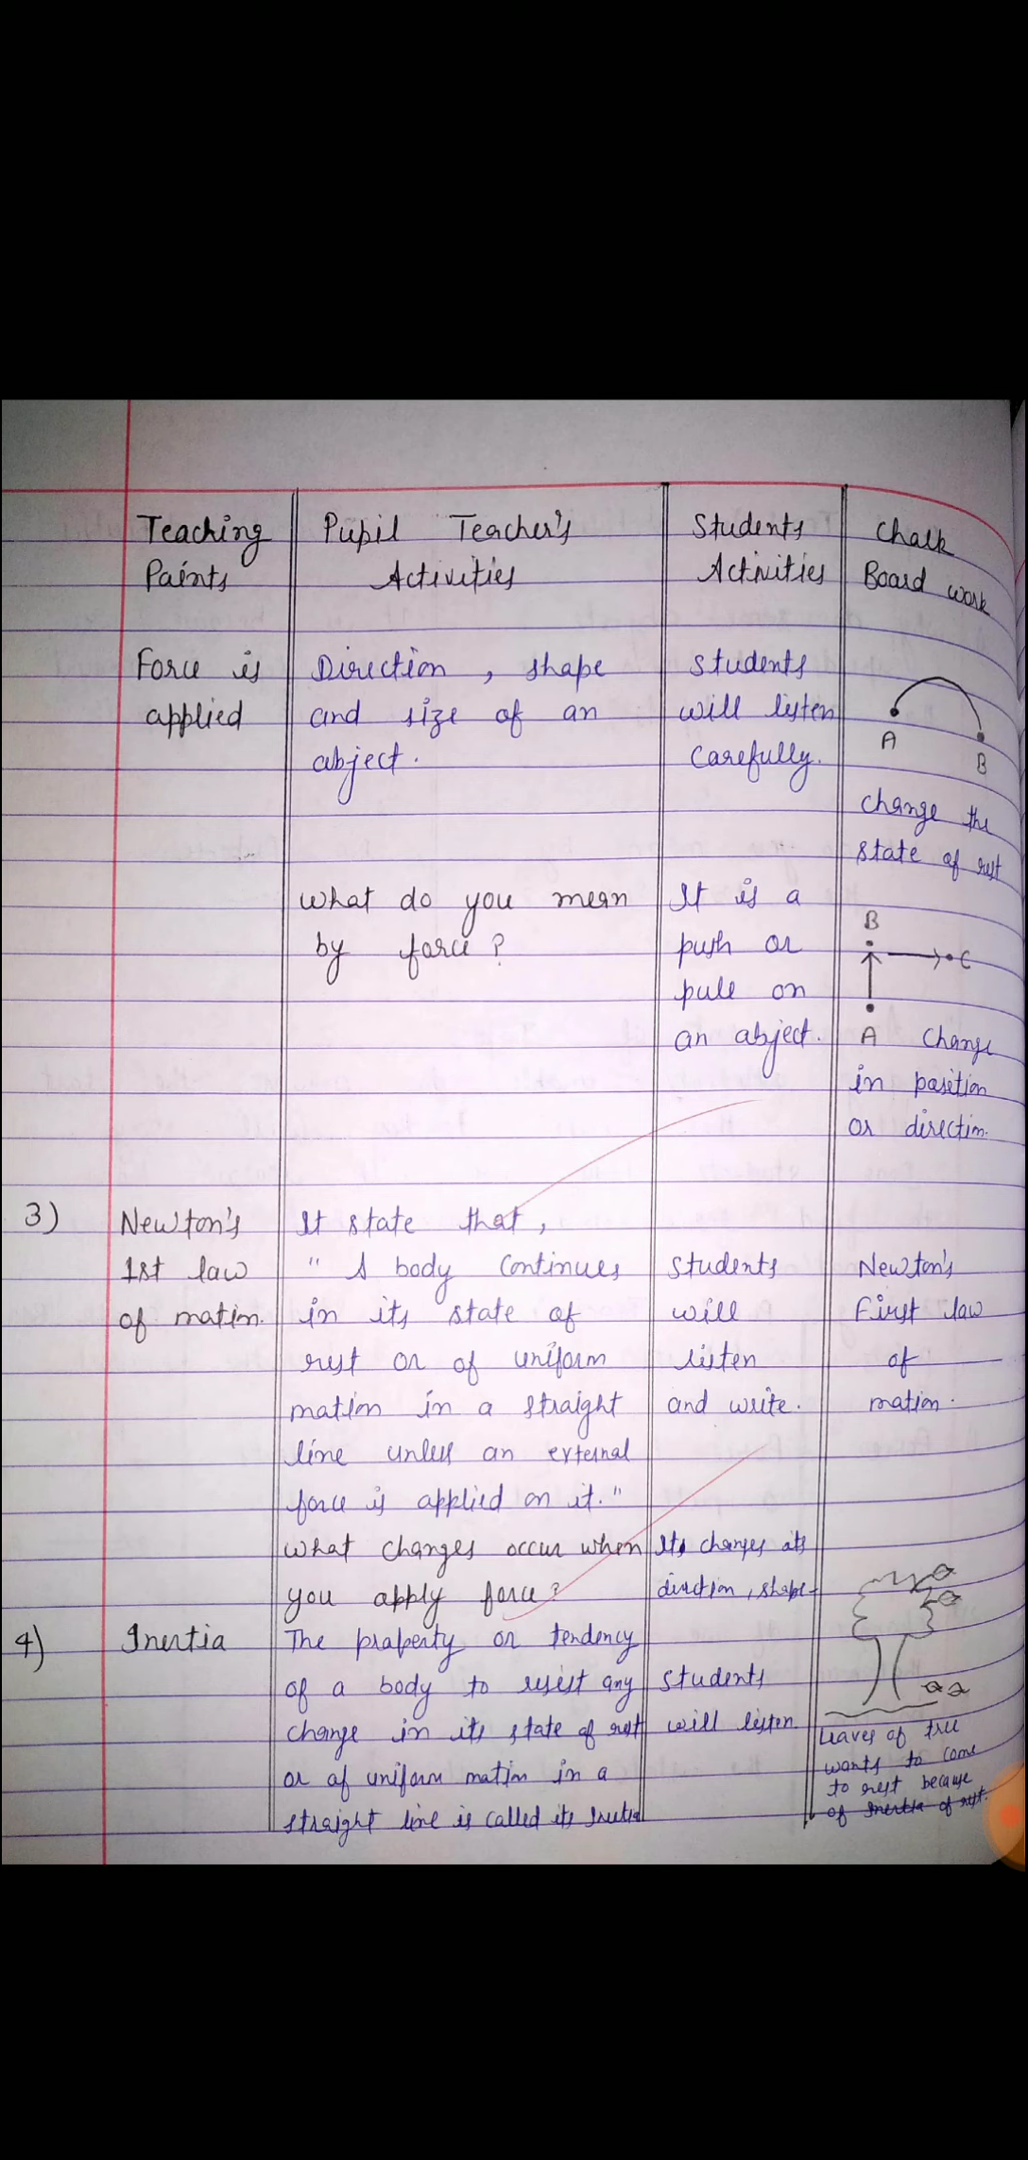 Teaching
Points
Pupil Teacher's
Activities
Students
Activities
Chalk
Board work
Force is
applied
Direction, shape
and size of an
object.
Students
will listen
carefully.
A
B
change the
state of rest
What do you mean
by force?
It is a
push or
pull on
an object.
B
C
A change
in position
or direction.
3)
Newton's
1st law
of motion.
It state that,
" A body continues
in its state of
rest or of uniform
motion in a straight
line unless an external
force is applied on it."
Students
will
listen
and write.
Newton's
First law
of
motion.
What changes occur when
you apply force?
Its changes its
direction, shape
4)
Inertia
The property or tendency
of a body to resist any
change in its state of rest
or of uniform motion in a
straight line is called its Inertia
Students
will listen.
Leaves of tree
wants to come
to rest because
of Inertia of rest.